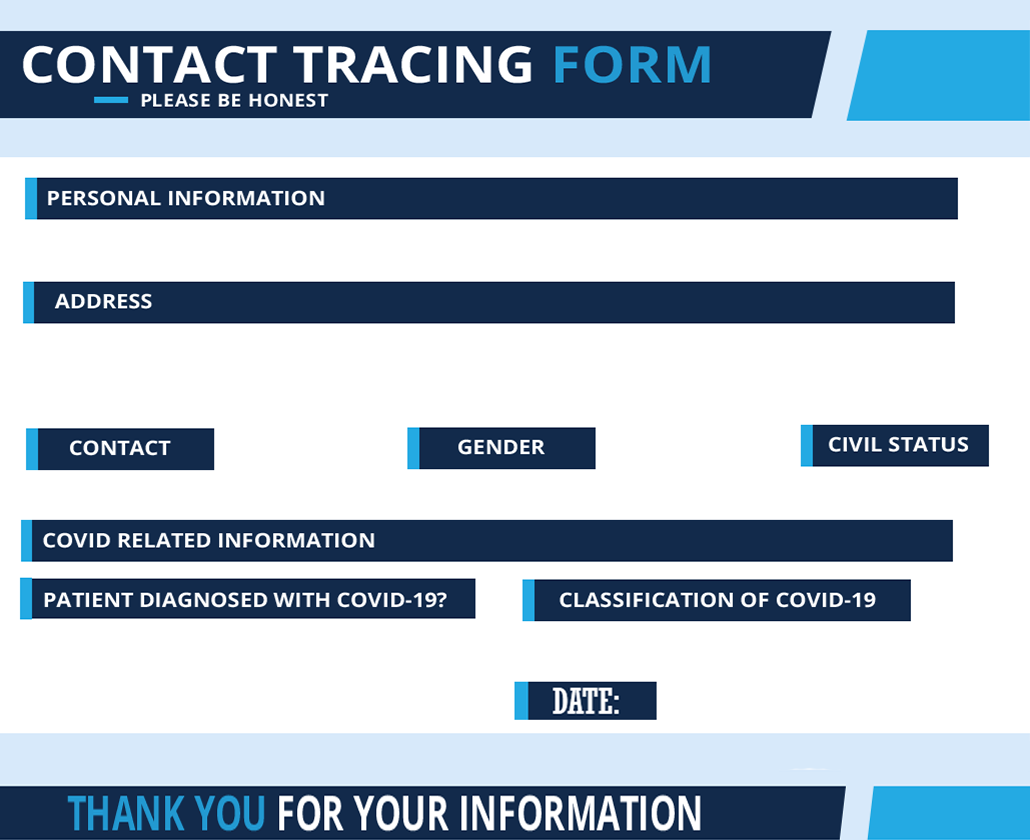 CONTACT TRACING FORM
PLEASE BE HONEST
PERSONAL INFORMATION
ADDRESS
CONTACT
GENDER
CIVIL STATUS
COVID RELATED INFORMATION
PATIENT DIAGNOSED WITH COVID-19?
CLASSIFICATION OF COVID-19
DATE:
THANK YOU FOR YOUR INFORMATION